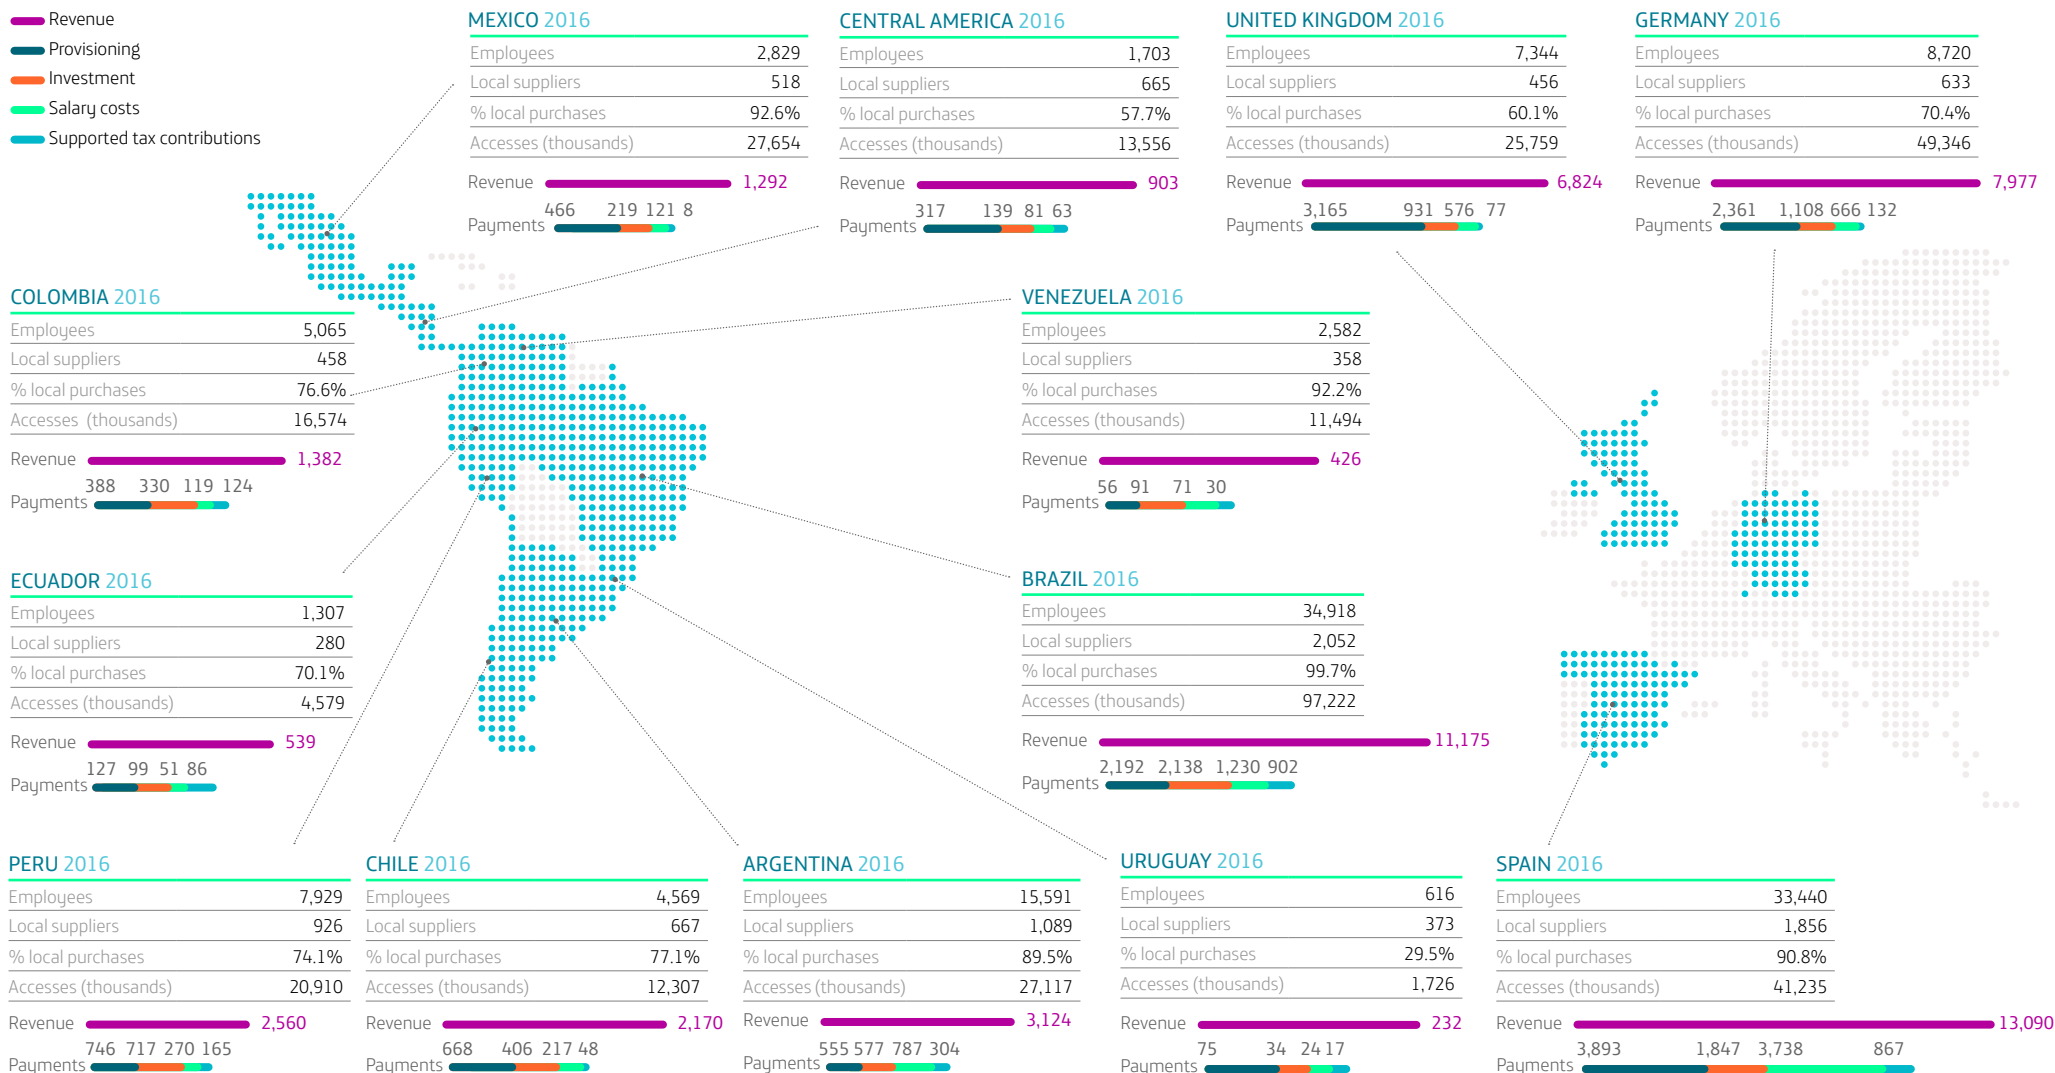 Revenue
Provisioning
Investment
Salary costs
Supported tax contributions
MEXICO 2016
Employees 2,829
Local suppliers 518
% local purchases 92.6%
Accesses (thousands) 27,654
Revenue 1,292
466 219 121 8
Payments
CENTRAL AMERICA 2016
Employees 1,703
Local suppliers 665
% local purchases 57.7%
Accesses (thousands) 13,556
Revenue 903
317 139 81 63
Payments
UNITED KINGDOM 2016
Employees 7,344
Local suppliers 456
% local purchases 60.1%
Accesses (thousands) 25,759
Revenue 6,824
3,165 931 576 77
Payments
GERMANY 2016
Employees 8,720
Local suppliers 633
% local purchases 70.4%
Accesses (thousands) 49,346
Revenue 7,977
2,361 1,108 666 132
Payments
COLOMBIA 2016
Employees 5,065
Local suppliers 458
% local purchases 76.6%
Accesses (thousands) 16,574
Revenue 1,382
388 330 119 124
Payments
VENEZUELA 2016
Employees 2,582
Local suppliers 358
% local purchases 92.2%
Accesses (thousands) 11,494
Revenue 426
56 91 71 30
Payments
ECUADOR 2016
Employees 1,307
Local suppliers 280
% local purchases 70.1%
Accesses (thousands) 4,579
Revenue 539
127 99 51 86
Payments
BRAZIL 2016
Employees 34,918
Local suppliers 2,052
% local purchases 99.7%
Accesses (thousands) 97,222
Revenue 11,175
2,192 2,138 1,230 902
Payments
PERU 2016
Employees 7,929
Local suppliers 926
% local purchases 74.1%
Accesses (thousands) 20,910
Revenue 2,560
746 717 270 165
Payments
CHILE 2016
Employees 4,569
Local suppliers 667
% local purchases 77.1%
Accesses (thousands) 12,307
Revenue 2,170
668 406 217 48
Payments
ARGENTINA 2016
Employees 15,591
Local suppliers 1,089
% local purchases 89.5%
Accesses (thousands) 27,117
Revenue 3,124
555 577 787 304
Payments
URUGUAY 2016
Employees 616
Local suppliers 373
% local purchases 29.5%
Accesses (thousands) 1,726
Revenue 232
75 34 24 17
Payments
SPAIN 2016
Employees 33,440
Local suppliers 1,856
% local purchases 90.8%
Accesses (thousands) 41,235
Revenue 13,090
3,893 1,847 3,738 867
Payments